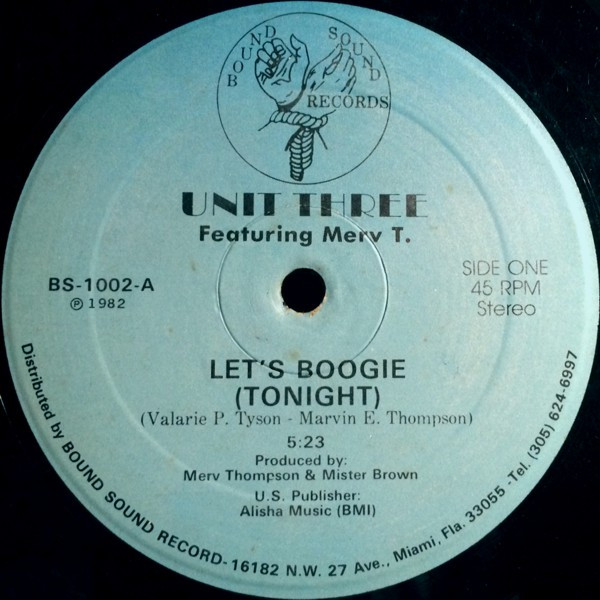 BOUND SOUND
RECORDS
UNIT THREE
Featuring Merv T.
BS-1002-A
℗ 1982
SIDE ONE
45 RPM
Stereo
LET'S BOOGIE
(TONIGHT)
(Valarie P. Tyson - Marvin E. Thompson)
5:23
Produced by:
Merv Thompson & Mister Brown
U.S. Publisher:
Alisha Music (BMI)
Distributed by BOUND SOUND RECORD-16182 N.W. 27 Ave., Miami, Fla. 33055 -Tel. (305) 624-6997